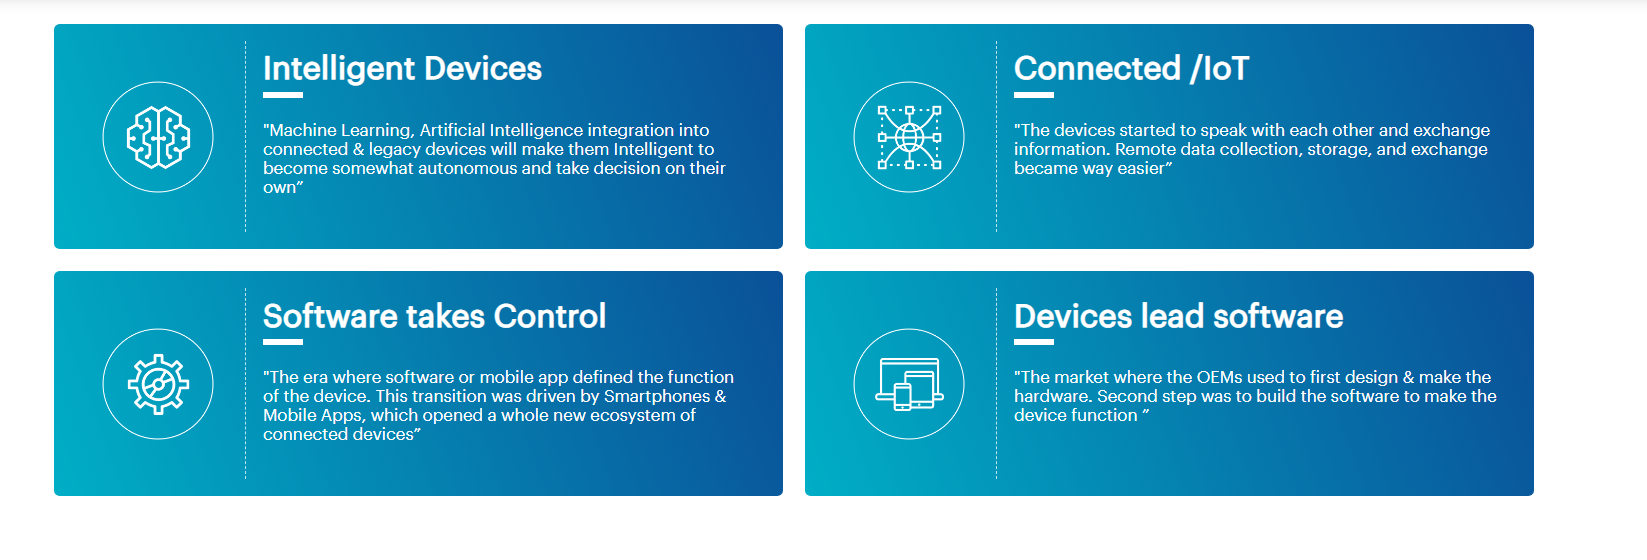 Intelligent Devices
"Machine Learning, Artificial Intelligence integration into
connected & legacy devices will make them Intelligent to
become somewhat autonomous and take decision on their
own”
Connected /IoT
"The devices started to speak with each other and exchange
information. Remote data collection, storage, and exchange
became way easier”
Software takes Control
"The era where software or mobile app defined the function
of the device. This transition was driven by Smartphones &
Mobile Apps, which opened a whole new ecosystem of
connected devices”
Devices lead software
"The market where the OEMs used to first design & make the
hardware. Second step was to build the software to make the
device function ”